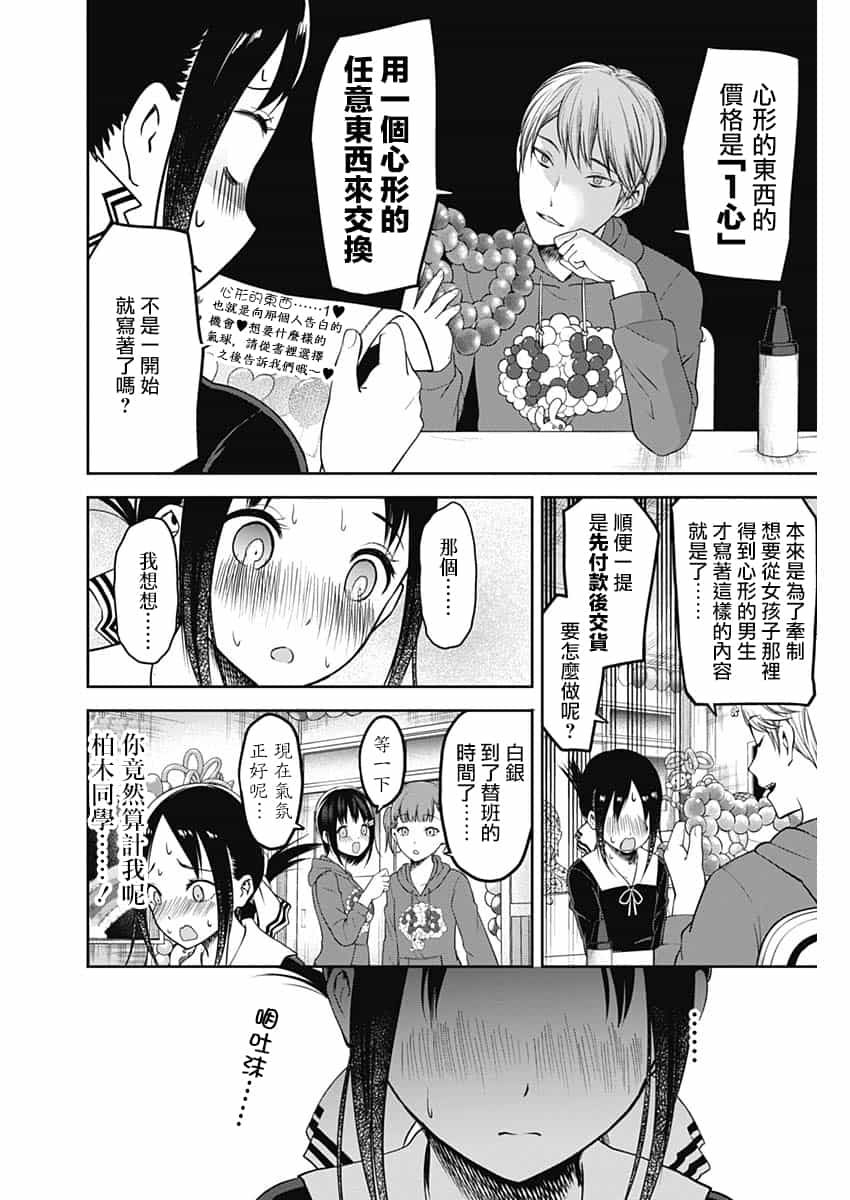 心形的東西的
價格是「1心」
用一個心形的
任意東西來交換
心形的東西……1♥
也就是向那個人告白的
機會♥想要什麼樣的
氣球，請從書裡選擇
之後告訴我們哦～♥
不是一開始
就寫著了嗎？
本來是為了牽制
想要從女孩子那裡
得到心形的男生
才寫著這樣的內容
就是了……
順便一提
是先付款後交貨
要怎麼做呢？
那個……
我想想……
白銀
到了替班的
時間了……
等一下
現在氣氛
正好呢…
你竟然算計我呢
柏木同學………！
……
咽吐沫……